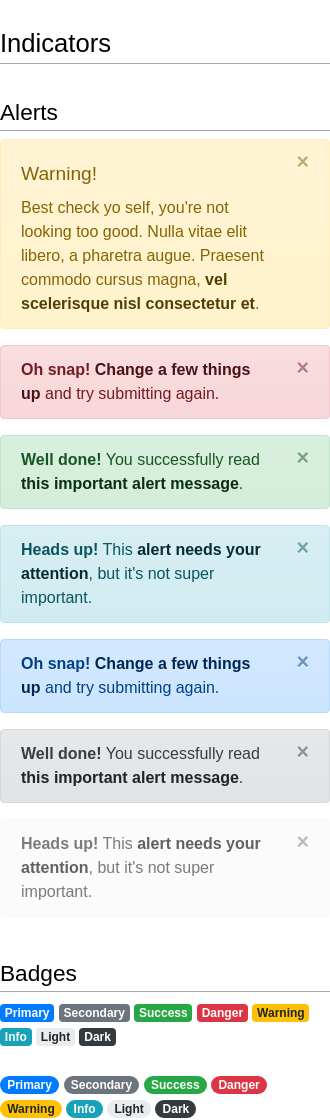 Indicators
Alerts
Warning! ×
Best check yo self, you're not
looking too good. Nulla vitae elit
libero, a pharetra augue. Praesent
commodo cursus magna, vel
scelerisque nisl consectetur et.
Oh snap! Change a few things ×
up and try submitting again.
Well done! You successfully read ×
this important alert message.
Heads up! This alert needs your ×
attention, but it's not super
important.
Oh snap! Change a few things ×
up and try submitting again.
Well done! You successfully read ×
this important alert message.
Heads up! This alert needs your ×
attention, but it's not super
important.
Badges
Primary Secondary Success Danger Warning
Info Light Dark
Primary Secondary Success Danger
Warning Info Light Dark